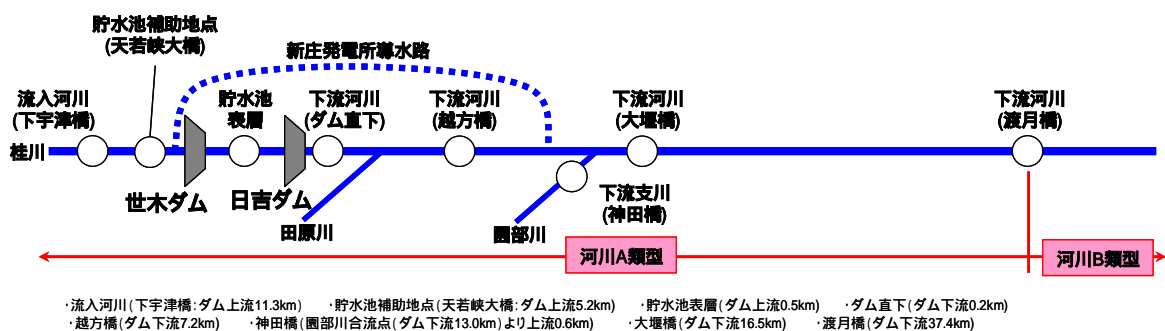 貯水池補助地点
(天若峡大橋)
新庄発電所導水路
流入河川
(下宇津橋)
貯水池
表層
下流河川
(ダム直下)
下流河川
(越方橋)
下流河川
(大堰橋)
下流河川
(渡月橋)
桂川
世木ダム
日吉ダム
田原川
園部川
下流支川
(神田橋)
河川A類型
河川B類型
・流入河川(下宇津橋:ダム上流11.3km) ・貯水池補助地点(天若峡大橋:ダム上流5.2km) ・貯水池表層(ダム上流0.5km) ・ダム直下(ダム下流0.2km)
・越方橋(ダム下流7.2km) ・神田橋(園部川合流点(ダム下流13.0km)より上流0.6km) ・大堰橋(ダム下流16.5km) ・渡月橋(ダム下流37.4km)